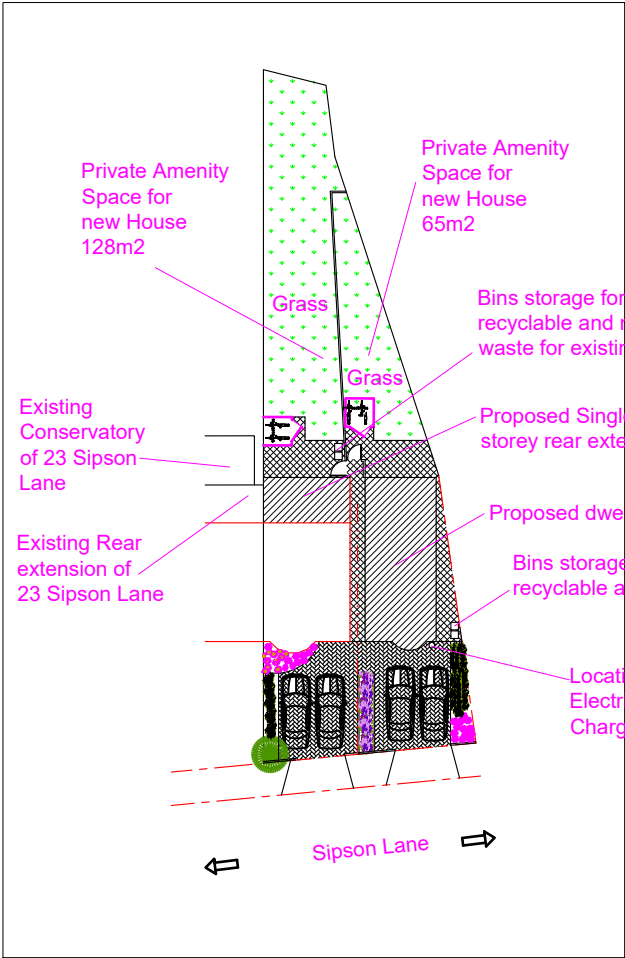 Private Amenity
Space for
new House
128m2
Private Amenity
Space for
new House
65m2
Grass
Bins storage for
recyclable and
waste for existin
Grass
Existing
Conservatory
of 23 Sipson
Lane
Proposed Singl
storey rear exte
Proposed dwe
Existing Rear
extension of
23 Sipson Lane
Bins storage
recyclable a
Locati
Electr
Charg
Sipson Lane